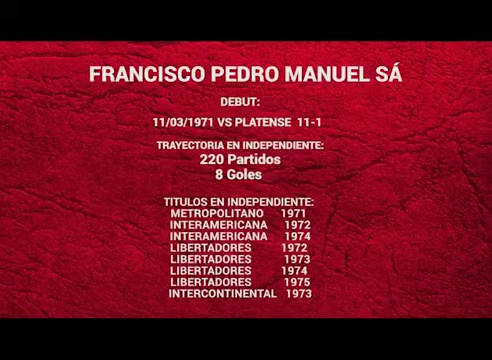 FRANCISCO PEDRO MANUEL SÁ
DEBUT:
11/03/1971 VS PLATENSE 11-1
TRAYECTORIA EN INDEPENDIENTE:
220 Partidos
8 Goles
TITULOS EN INDEPENDIENTE:
METROPOLITANO 1971
INTERAMERICANA 1972
INTERAMERICANA 1974
LIBERTADORES 1972
LIBERTADORES 1973
LIBERTADORES 1974
LIBERTADORES 1975
INTERCONTINENTAL 1973